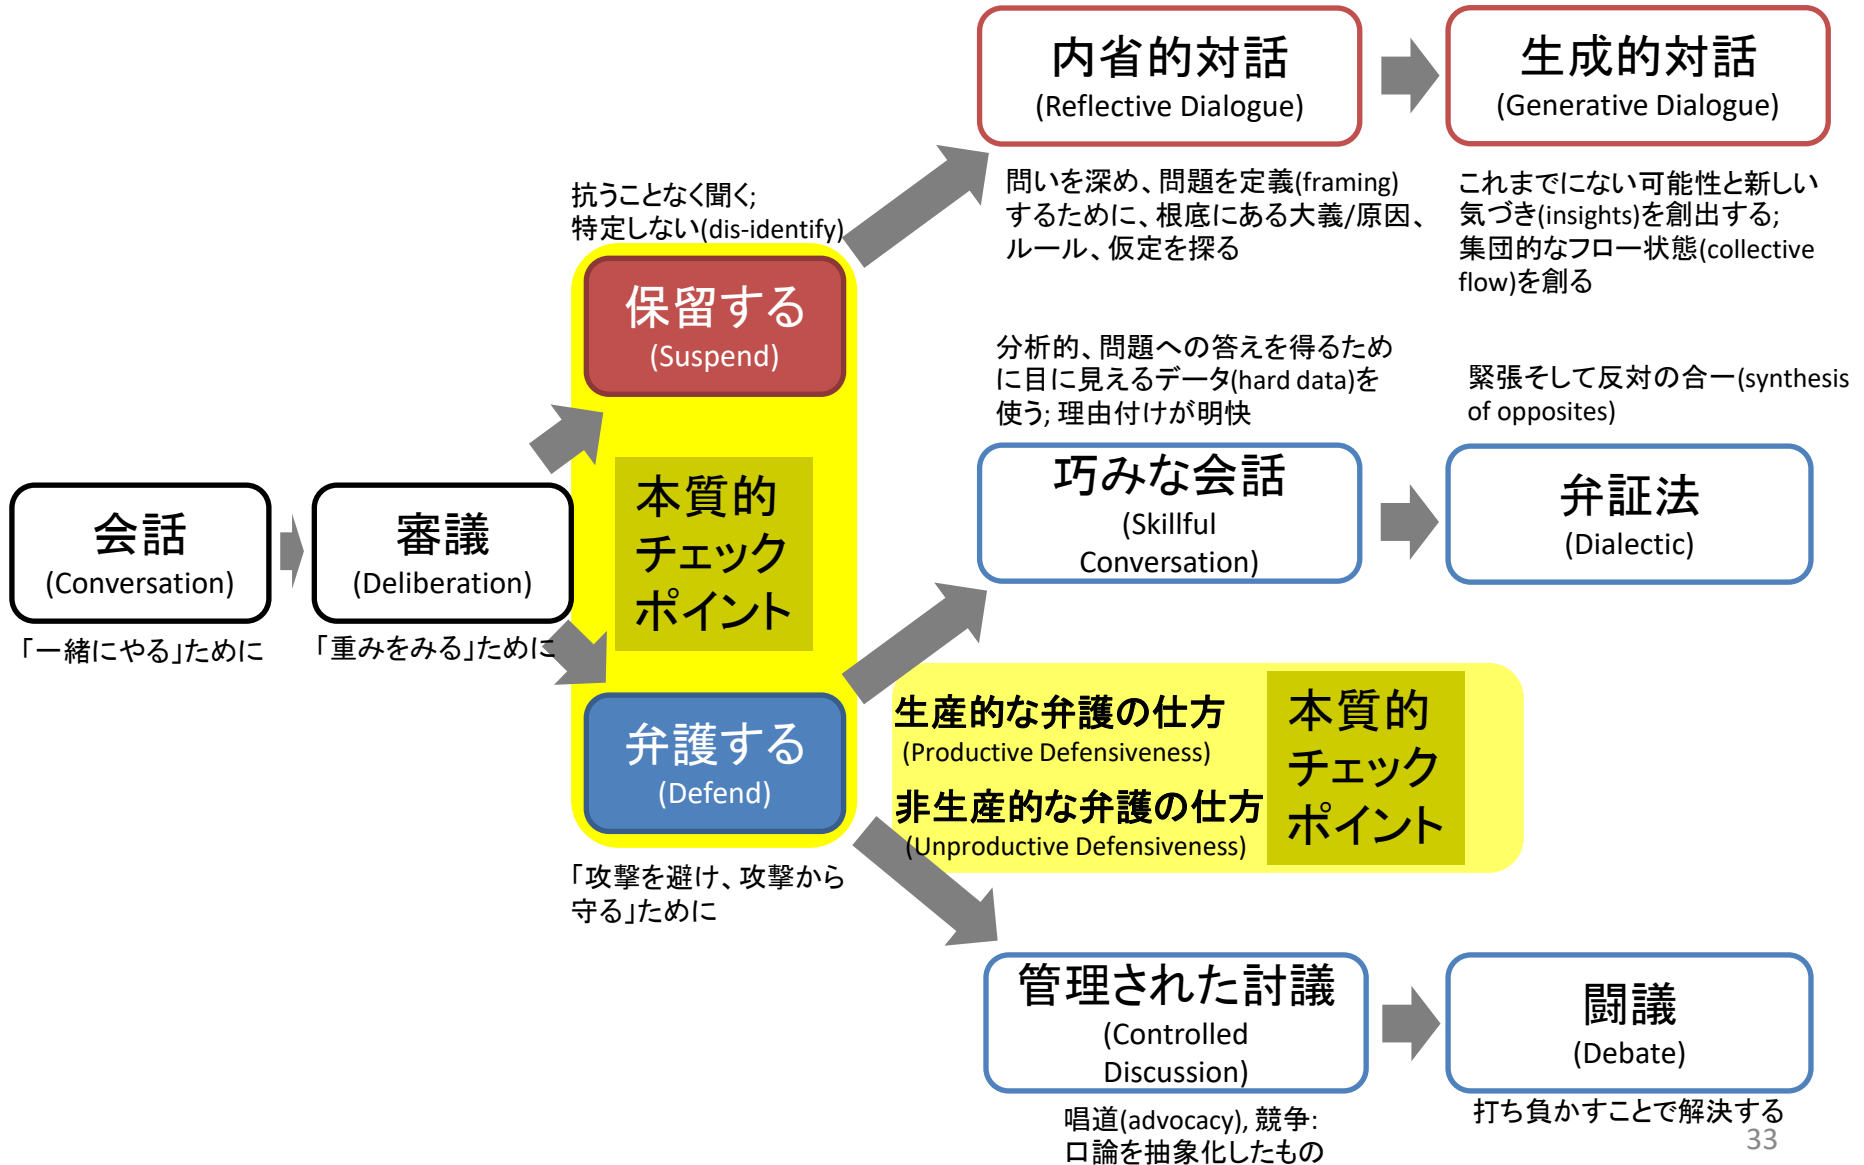 内省的対話
(Reflective Dialogue)
生成的対話
(Generative Dialogue)
問いを深め、問題を定義(framing)
するために、根底にある大義/原因、
ルール、仮定を探る
これまでにない可能性と新しい
気づき(insights)を創出する;
集団的なフロー状態(collective
flow)を創る
抗うことなく聞く;
特定しない(dis-identify)
保留する
(Suspend)
本質的
チェック
ポイント
会話
(Conversation)
「一緒にやる」ために
審議
(Deliberation)
「重みをみる」ために
弁護する
(Defend)
「攻撃を避け、攻撃から
守る」ために
分析的、問題への答えを得るため
に目に見えるデータ(hard data)を
使う; 理由付けが明快
緊張そして反対の合一(synthesis
of opposites)
巧みな会話
(Skillful
Conversation)
弁証法
(Dialectic)
生産的な弁護の仕方
(Productive Defensiveness)
非生産的な弁護の仕方
(Unproductive Defensiveness)
本質的
チェック
ポイント
管理された討議
(Controlled
Discussion)
闘議
(Debate)
唱道(advocacy), 競争:
口論を抽象化したもの
打ち負かすことで解決する
33